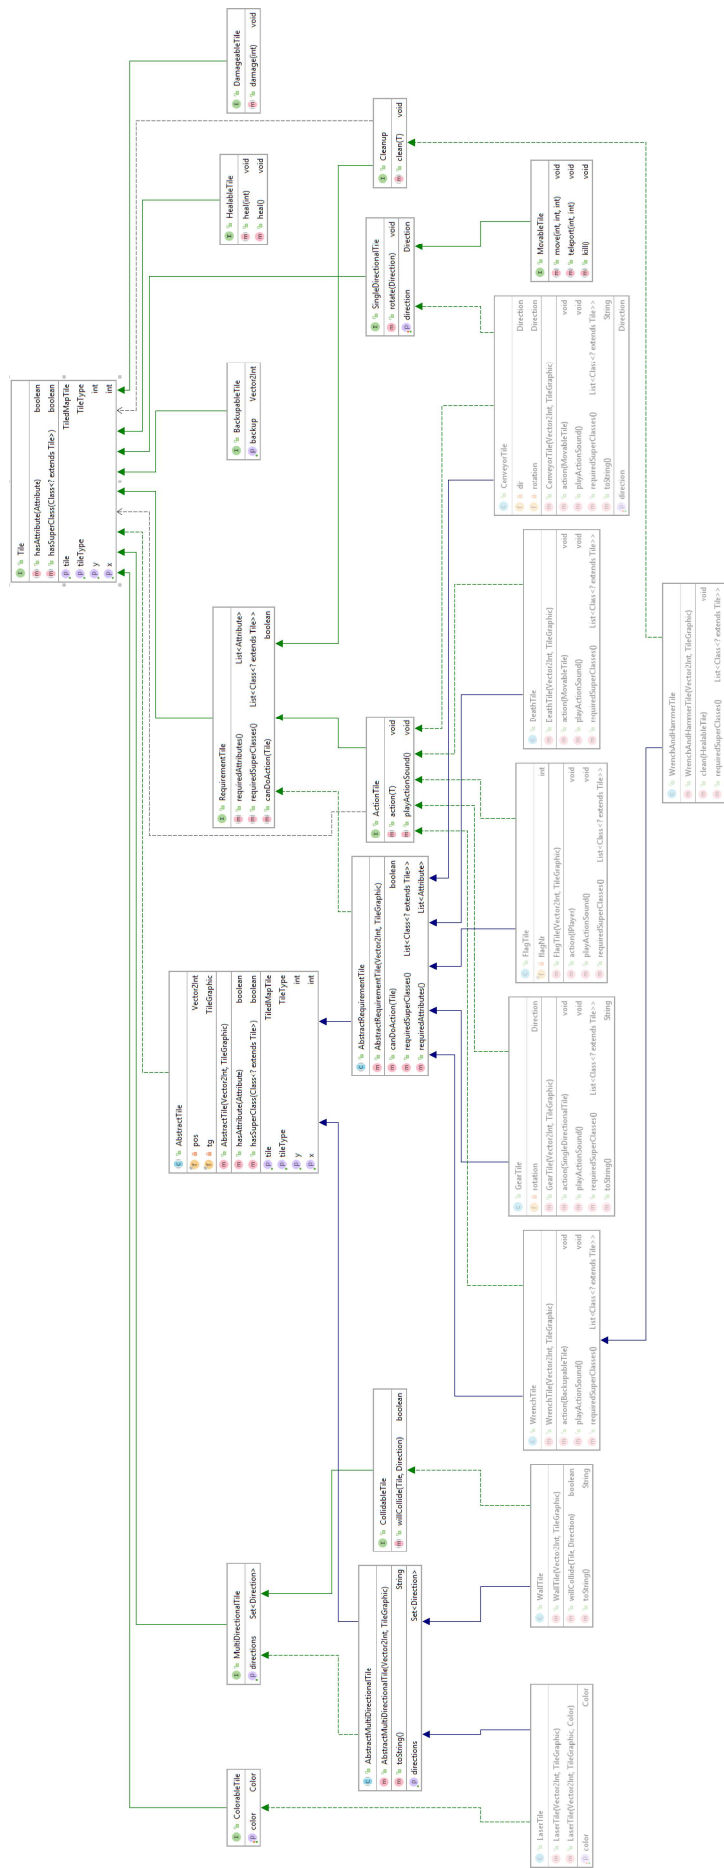 Tile
hasAttribute(Attribute) boolean
hasSuperClass(Class<? extends Tile>) boolean
tile TiledMapTile
tileType TileType
y int
x int
ColorableTile
color Color
MultiDirectionalTile
directions Set<Direction>
AbstractTile
pos Vector2Int
tg TileGraphic
AbstractTile(Vector2Int, TileGraphic)
hasAttribute(Attribute) boolean
hasSuperClass(Class<? extends Tile>) boolean
tile TiledMapTile
tileType TileType
y int
x int
RequirementTile
requiredAttributes() List<Attribute>
requiredSuperClasses() List<Class<? extends Tile>>
canDoAction(Tile) boolean
BackupableTile
backup Vector2Int
HealableTile
heal(int) void
heal() void
DamageableTile
damage(int) void
AbstractMultiDirectionalTile
AbstractMultiDirectionalTile(Vector2Int, TileGraphic)
toString() String
directions Set<Direction>
CollidableTile
willCollide(Tile, Direction) boolean
AbstractRequirementTile
AbstractRequirementTile(Vector2Int, TileGraphic)
canDoAction(Tile) boolean
requiredSuperClasses() List<Class<? extends Tile>>
requiredAttributes() List<Attribute>
ActionTile
action(T) void
playActionSound() void
SingleDirectionalTile
rotate(Direction) void
direction Direction
Cleanup
clean(T) void
LaserTile
LaserTile(Vector2Int, TileGraphic)
LaserTile(Vector2Int, TileGraphic, Color)
color Color
WallTile
WallTile(Vector2Int, TileGraphic)
willCollide(Tile, Direction) boolean
toString() String
WrenchTile
WrenchTile(Vector2Int, TileGraphic)
action(BackupableTile) void
playActionSound() void
requiredSuperClasses() List<Class<? extends Tile>>
GearTile
rotation Direction
GearTile(Vector2Int, TileGraphic)
action(SingleDirectionalTile) void
playActionSound() void
requiredSuperClasses() List<Class<? extends Tile>>
toString() String
FlagTile
flagNr int
FlagTile(Vector2Int, TileGraphic)
action(IPlayer) void
playActionSound() void
requiredSuperClasses() List<Class<? extends Tile>>
DeathTile
DeathTile(Vector2Int, TileGraphic)
action(MovableTile) void
playActionSound() void
requiredSuperClasses() List<Class<? extends Tile>>
ConveyorTile
dir Direction
rotation Direction
ConveyorTile(Vector2Int, TileGraphic)
action(MovableTile) void
playActionSound() void
requiredSuperClasses() List<Class<? extends Tile>>
toString() String
direction Direction
MovableTile
move(int, int, int) void
teleport(int, int) void
kill() void
WrenchAndHammerTile
WrenchAndHammerTile(Vector2Int, TileGraphic)
clean(HealableTile) void
requiredSuperClasses() List<Class<? extends Tile>>